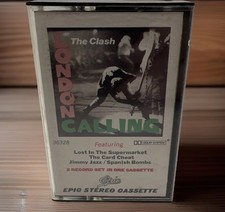 The Clash
LONDON
CALLING
Featuring
Lost In The Supermarket
The Card Cheat
Jimmy Jazz / Spanish Bombs
2 RECORD SET IN ONE CASSETTE
Epic
EPIC STEREO CASSETTE